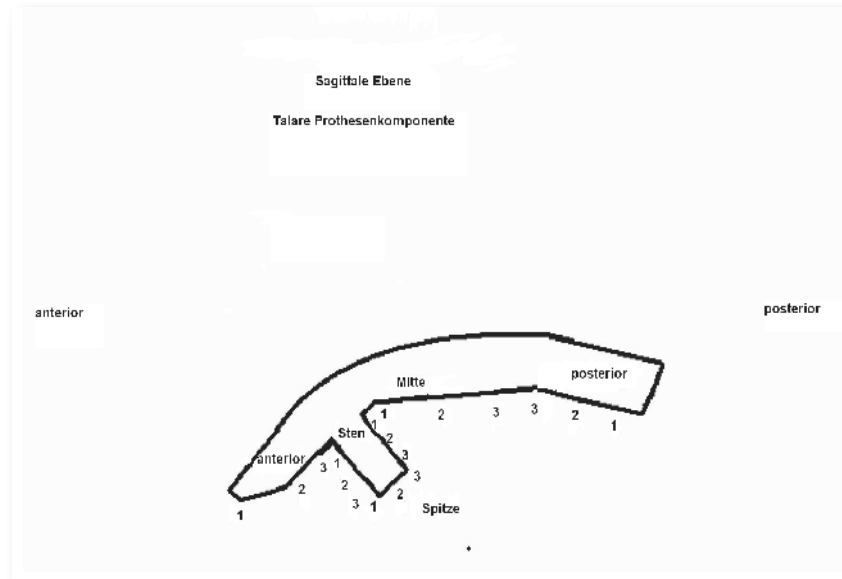 Sagittale Ebene
Talare Prothesenkomponente
anterior
posterior
Mitte
posterior
1
2
3
3
2
1
Sten
1
2
3
anterior
3
1
3
2
2
2
1
3
1
Spitze